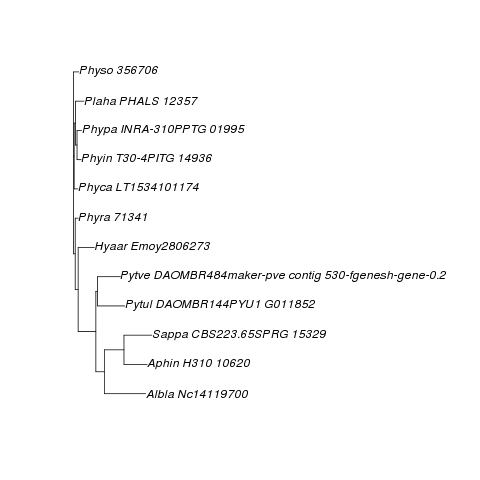 Physo 356706
Plaha PHALS 12357
Phypa INRA-310PPTG 01995
Phyin T30-4PITG 14936
Phyca LT1534101174
Phyra 71341
Hyaar Emoy2806273
Pytve DAOMBR484maker-pve contig 530-fgenesh-gene-0.2
Pytul DAOMBR144PYU1 G011852
Sappa CBS223.65SPRG 15329
Aphin H310 10620
Albla Nc14119700